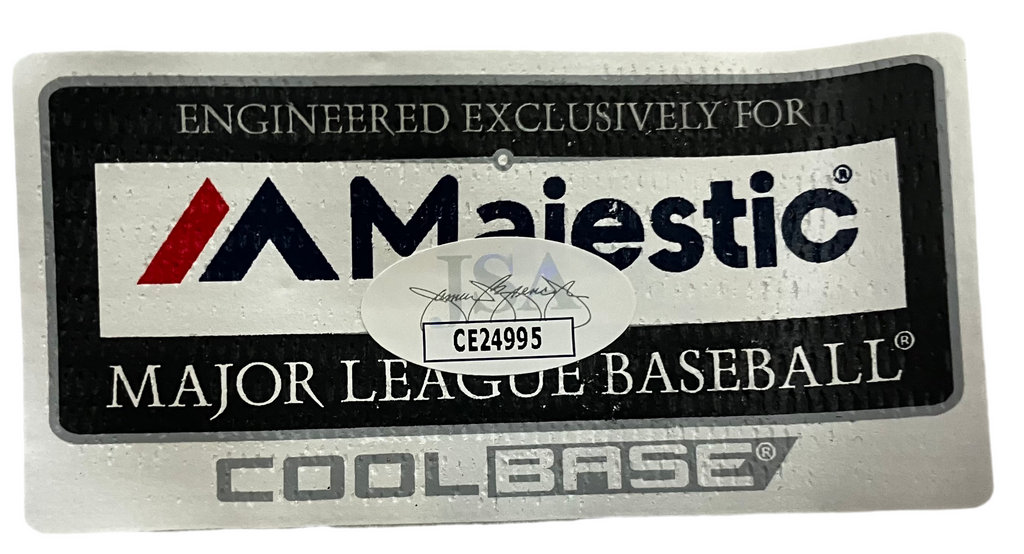 ENGINEERED EXCLUSIVELY FOR
Majestic®
JSA
CE24995
MAJOR LEAGUE BASEBALL®
COOLBASE®